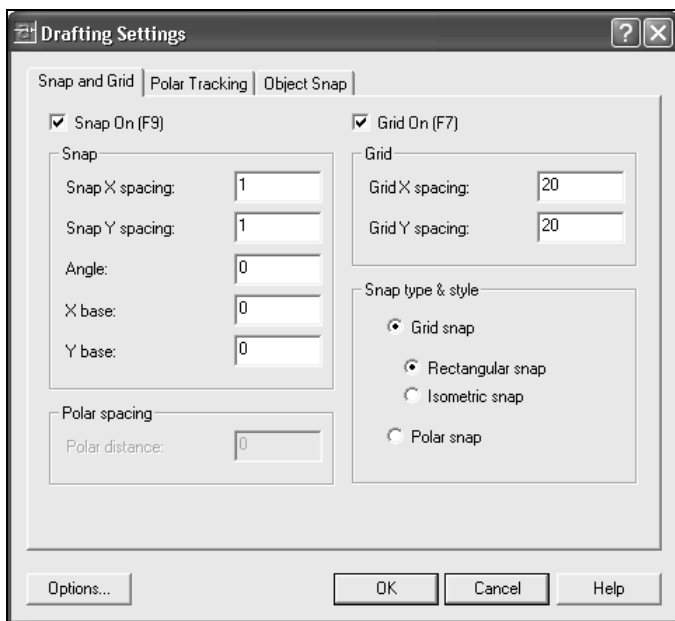 Drafting Settings
Snap and Grid Polar Tracking Object Snap
Snap On (F9)
Snap
Snap X spacing: 1
Snap Y spacing: 1
Angle: 0
X base: 0
Y base: 0
Polar spacing
Polar distance: 0
Grid On (F7)
Grid
Grid X spacing: 20
Grid Y spacing: 20
Snap type & style
Grid snap
Rectangular snap
Isometric snap
Polar snap
Options... OK Cancel Help